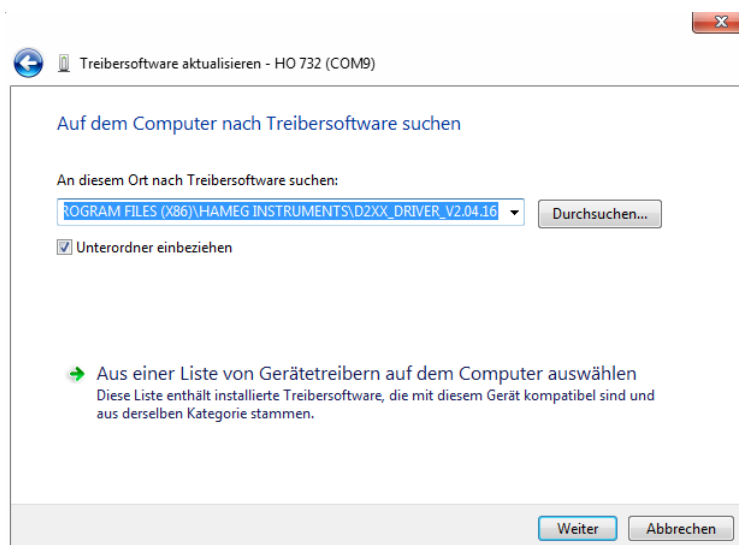 Treibersoftware aktualisieren - HO 732 (COM9)
Auf dem Computer nach Treibersoftware suchen
An diesem Ort nach Treibersoftware suchen:
ROGRAM FILES (X86)\HAMEG INSTRUMENTS\D2XX_DRIVER_V2.04.16
Durchsuchen...
Unterordner einbeziehen
Aus einer Liste von Gerätetreibern auf dem Computer auswählen
Diese Liste enthält installierte Treibersoftware, die mit diesem Gerät kompatibel sind und
aus derselben Kategorie stammen.
Weiter
Abbrechen